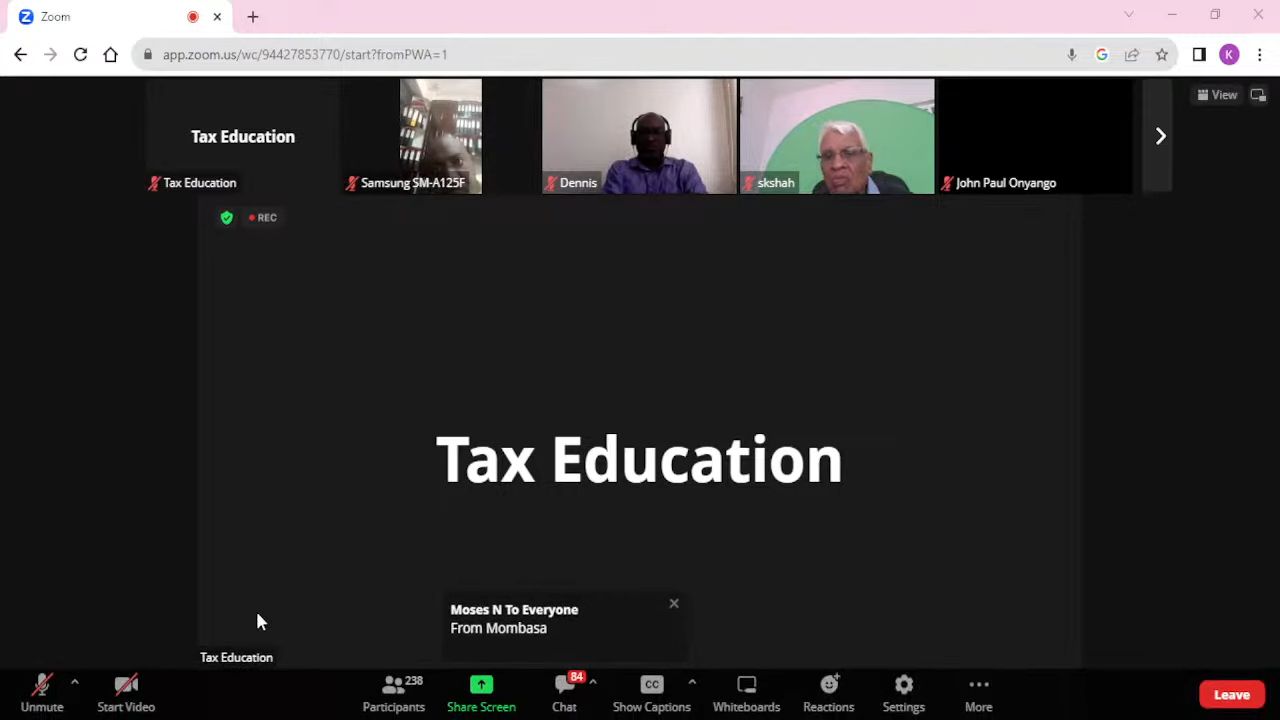 Zoom
app.zoom.us/wc/94427853770/start?fromPWA=1
K
Tax Education
Tax Education
Samsung SM-A125F
Dennis
skshah
John Paul Onyango
View
REC
Tax Education
Moses N To Everyone
From Mombasa
Tax Education
Unmute
Start Video
238
Participants
Share Screen
84
Chat
CC
Show Captions
Whiteboards
Reactions
Settings
More
Leave